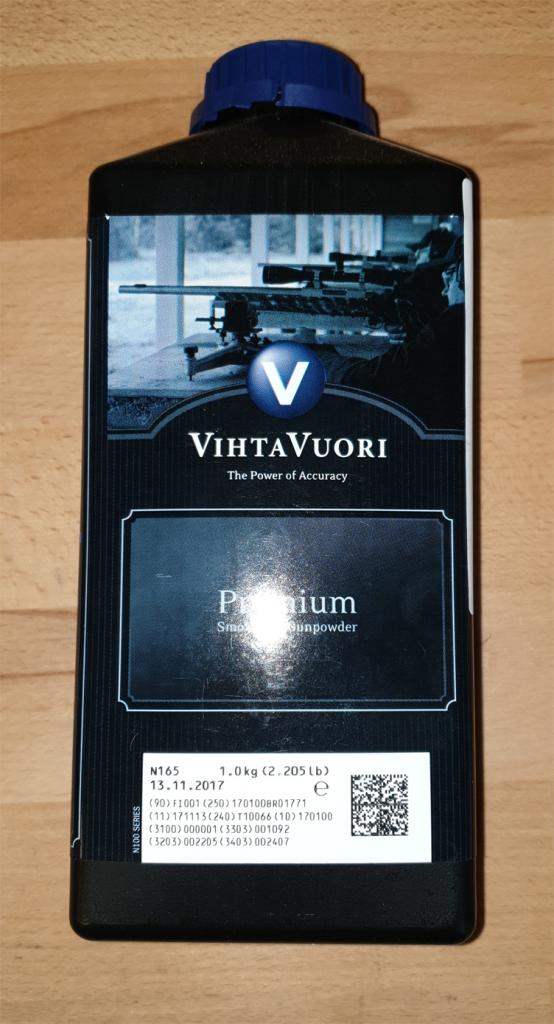 V
VIHTAVUORI
The Power of Accuracy
Gunpowder
N165 1.0kg (2.205lb)
13.11.2017 ℮
(90)FI001(250)170100BR01771
(11)171113(240)T10066(10)170100
(3100)000001(3303)001092
(3203)002205(3403)002407
N100 SERIES